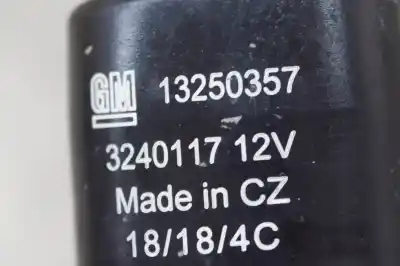 GM 13250357
3240117 12V
Made in CZ
18/18/4C